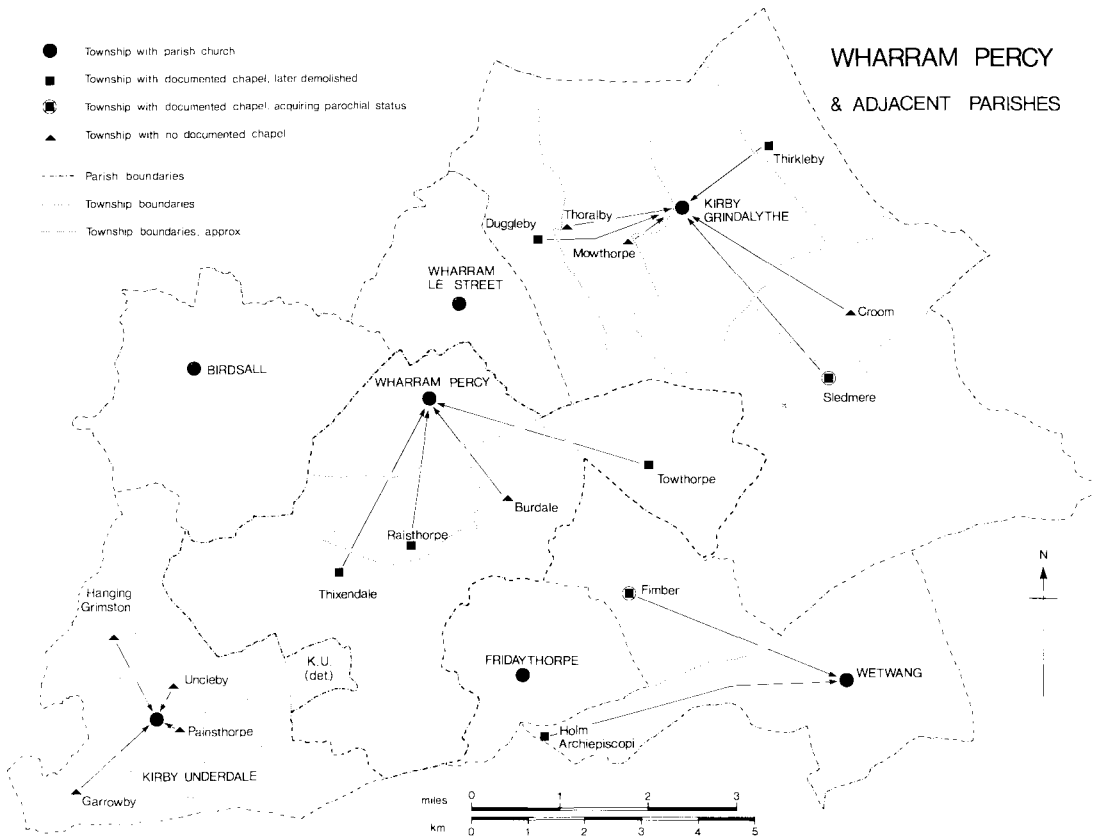 WHARRAM PERCY
& ADJACENT PARISHES
Township with parish church
Township with documented chapel, later demolished
Township with documented chapel, acquiring parochial status
Township with no documented chapel
Parish boundaries
Township boundaries
Township boundaries, approx
Thirkleby
KIRBY
GRINDALYTHE
Thoralby
Duggleby
Mowthorpe
WHARRAM
LE STREET
Croom
BIRDSALL
WHARRAM PERCY
Sledmere
Towthorpe
Burdale
Raisthorpe
Thixendale
Fimber
Hanging
Grimston
N
K.U.
(det)
FRIDAYTHORPE
WETWANG
Uncleby
Painsthorpe
Holm
Archiepiscopi
KIRBY UNDERDALE
Garrowby
miles 0 1 2 3
km 0 1 2 3 4 5